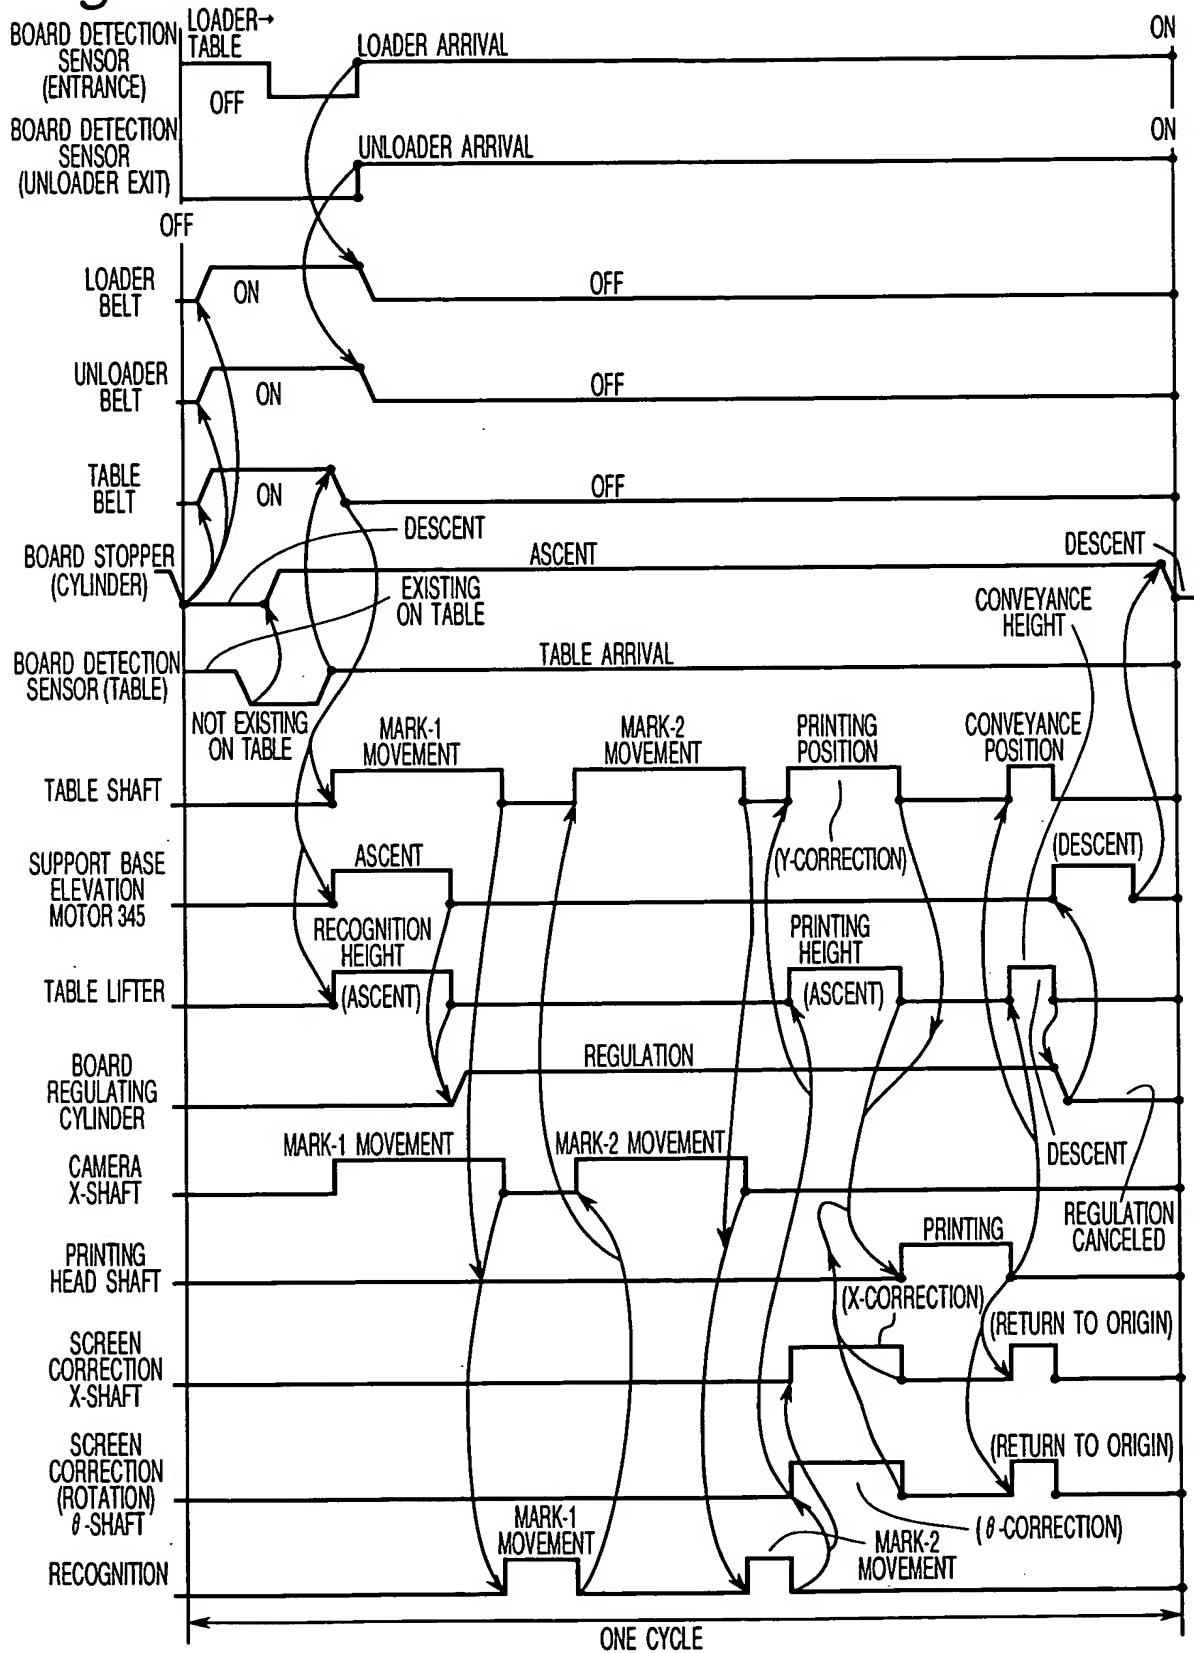 LOADER→
BOARD DETECTION TABLE
SENSOR
(ENTRANCE)
LOADER ARRIVAL
ON
OFF
BOARD DETECTION
SENSOR
(UNLOADER EXIT)
UNLOADER ARRIVAL
ON
OFF
LOADER
BELT
ON
OFF
UNLOADER
BELT
ON
OFF
TABLE
BELT
ON
OFF
DESCENT
BOARD STOPPER
(CYLINDER)
ASCENT
DESCENT
EXISTING
ON TABLE
CONVEYANCE
HEIGHT
BOARD DETECTION
SENSOR (TABLE)
TABLE ARRIVAL
NOT EXISTING
ON TABLE
MARK-1
MOVEMENT
MARK-2
MOVEMENT
PRINTING
POSITION
CONVEYANCE
POSITION
TABLE SHAFT
(Y-CORRECTION)
SUPPORT BASE
ELEVATION
MOTOR 345
ASCENT
(DESCENT)
RECOGNITION
HEIGHT
PRINTING
HEIGHT
TABLE LIFTER
(ASCENT)
(ASCENT)
BOARD
REGULATING
CYLINDER
REGULATION
DESCENT
REGULATION
CANCELED
CAMERA
X-SHAFT
MARK-1 MOVEMENT
MARK-2 MOVEMENT
PRINTING
HEAD SHAFT
PRINTING
(X-CORRECTION)
(RETURN TO ORIGIN)
SCREEN
CORRECTION
X-SHAFT
SCREEN
CORRECTION
(ROTATION)
θ-SHAFT
(RETURN TO ORIGIN)
(θ-CORRECTION)
MARK-1
MOVEMENT
MARK-2
MOVEMENT
RECOGNITION
ONE CYCLE